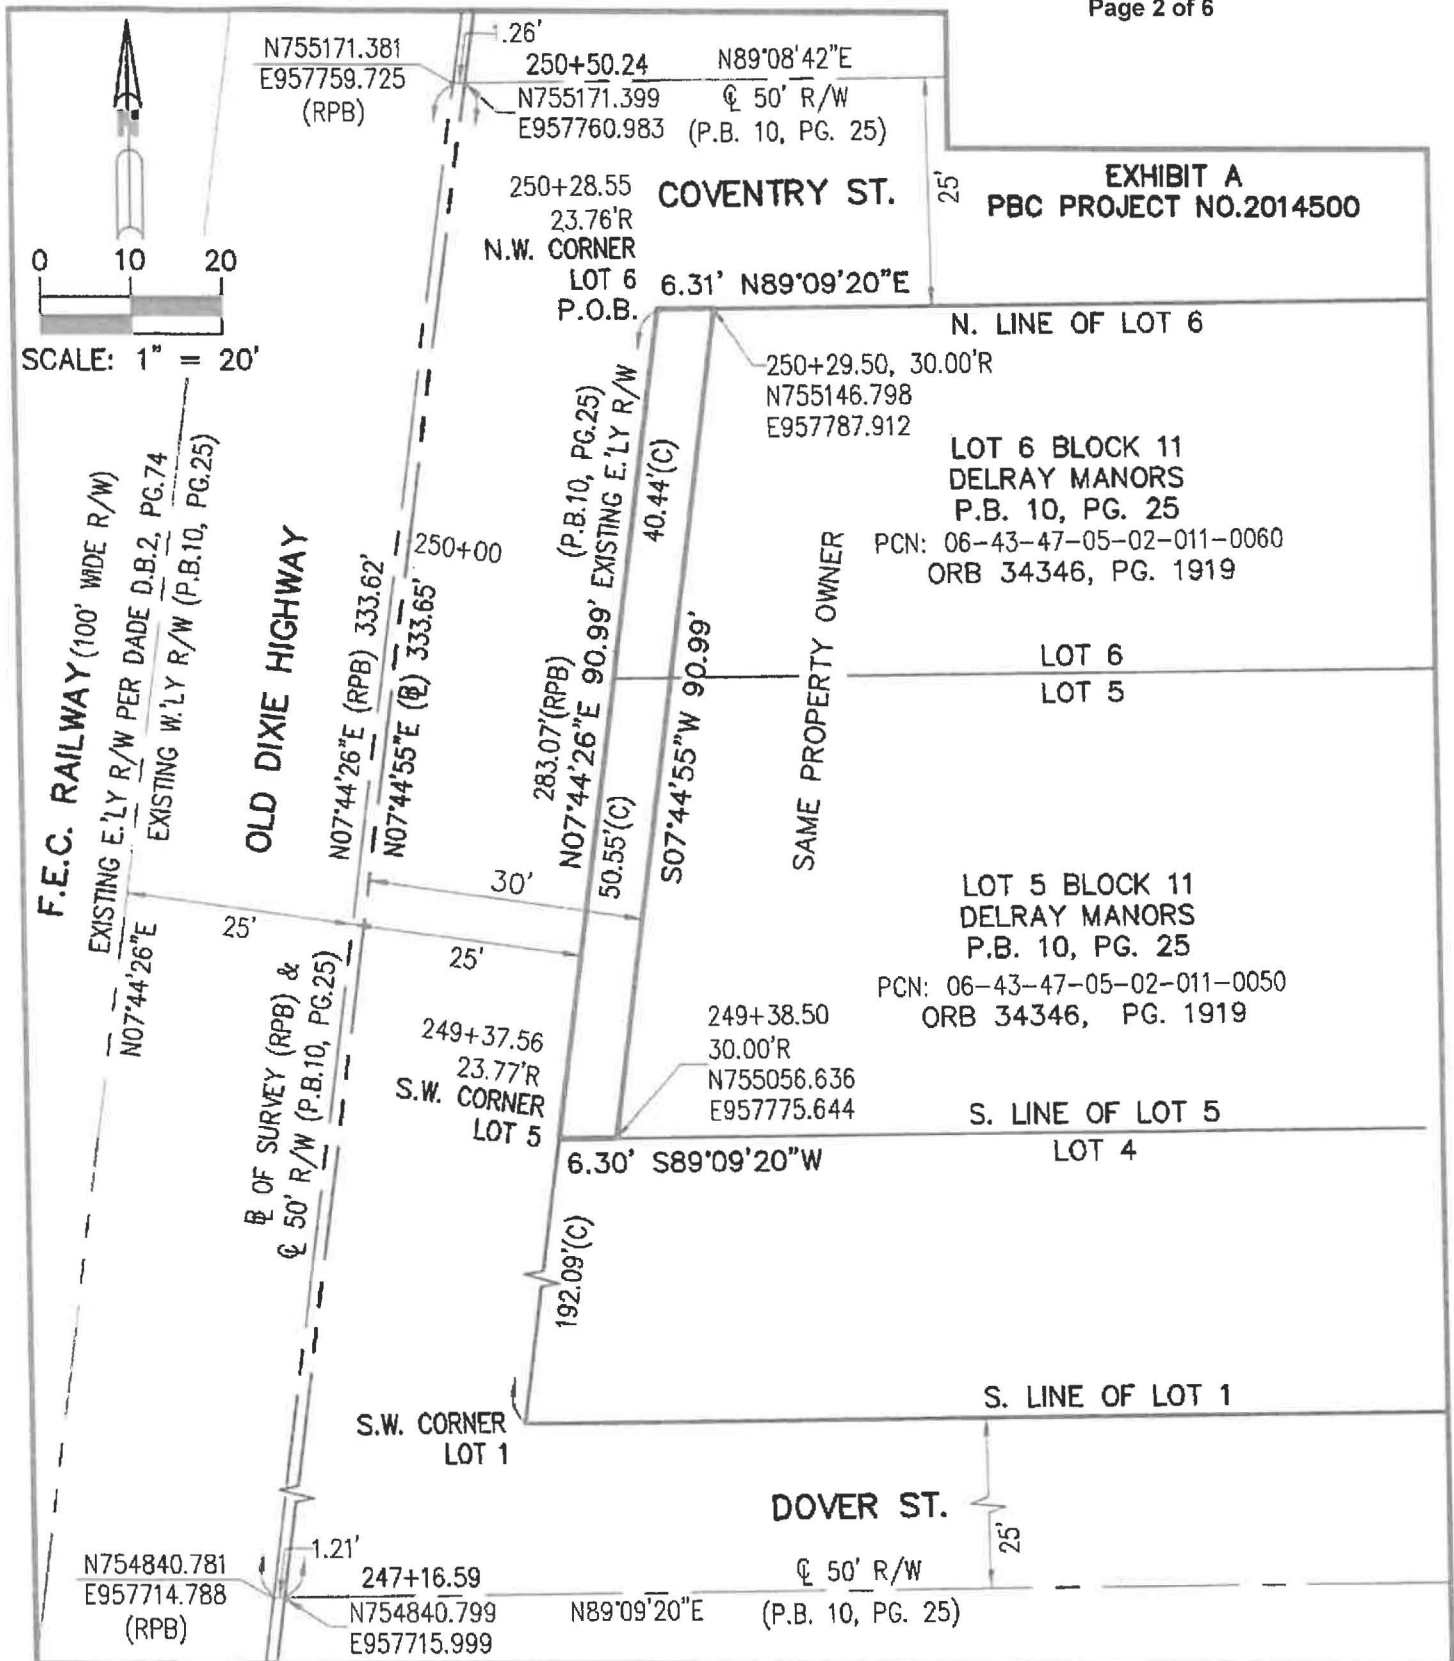 Page 2 of 6
N755171.381
E957759.725
(RPB)
1.26'
250+50.24
N89°08'42"E
N755171.399
℄ 50' R/W
E957760.983
(P.B. 10, PG. 25)
25'
EXHIBIT A
PBC PROJECT NO.2014500
250+28.55
23.76'R
N.W. CORNER
LOT 6
P.O.B.
COVENTRY ST.
0 10 20
SCALE: 1" = 20'
6.31' N89°09'20"E
N. LINE OF LOT 6
250+29.50, 30.00'R
N755146.798
E957787.912
LOT 6 BLOCK 11
DELRAY MANORS
P.B. 10, PG. 25
PCN: 06-43-47-05-02-011-0060
ORB 34346, PG. 1919
F.E.C. RAILWAY (100' WIDE R/W)
EXISTING E.'LY R/W PER DADE D.B.2, PG.74
EXISTING W.'LY R/W (P.B.10, PG.25)
N07°44'26"E
OLD DIXIE HIGHWAY
N07°44'26"E (RPB) 333.62'
N07°44'55"E (BL) 333.65'
250+00
283.07'(RPB)
(P.B.10, PG.25)
N07°44'26"E 90.99' EXISTING E.'LY R/W
40.44'(C)
50.55'(C)
S07°44'55"W 90.99'
SAME PROPERTY OWNER
LOT 6
LOT 5
30'
25'
25'
LOT 5 BLOCK 11
DELRAY MANORS
P.B. 10, PG. 25
PCN: 06-43-47-05-02-011-0050
ORB 34346, PG. 1919
BL OF SURVEY (RPB) &
℄ 50' R/W (P.B.10, PG.25)
249+37.56
23.77'R
S.W. CORNER
LOT 5
249+38.50
30.00'R
N755056.636
E957775.644
S. LINE OF LOT 5
LOT 4
6.30' S89°09'20"W
192.09'(C)
S.W. CORNER
LOT 1
S. LINE OF LOT 1
DOVER ST.
25'
N754840.781
E957714.788
(RPB)
1.21'
247+16.59
N754840.799
E957715.999
N89°09'20"E
℄ 50' R/W
(P.B. 10, PG. 25)